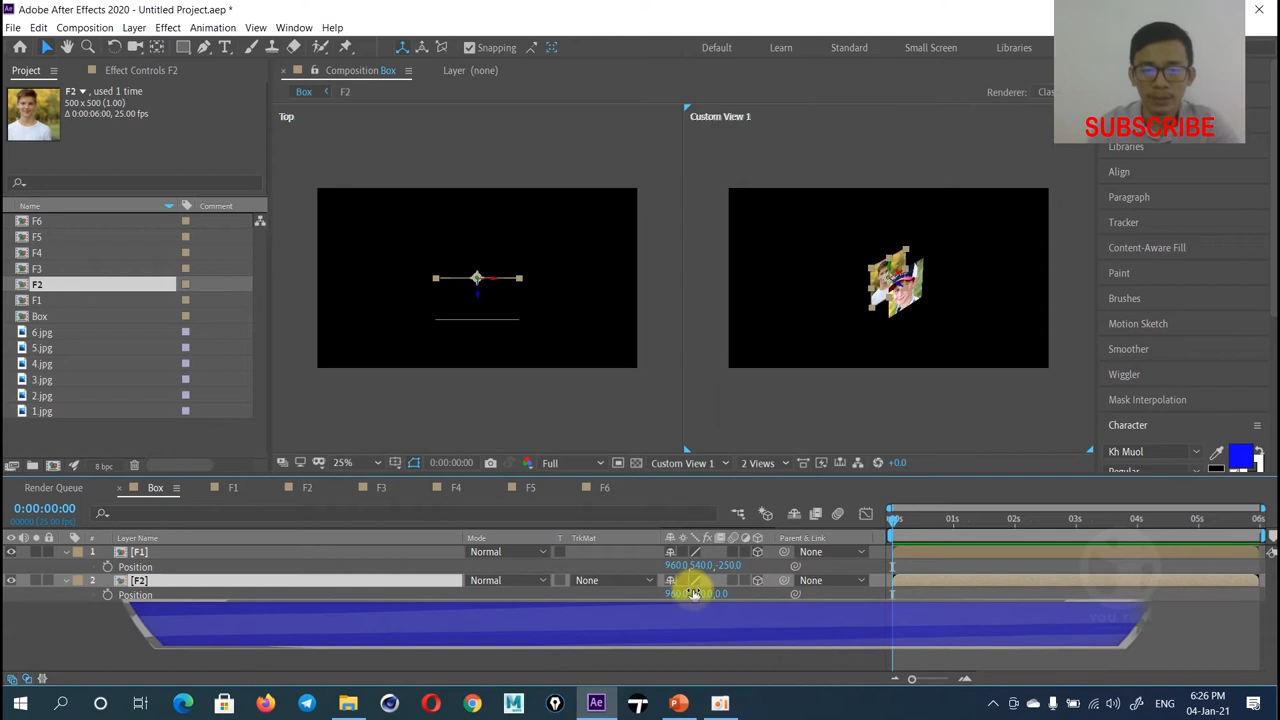 Adobe After Effects 2020 - Untitled Project.aep *
File Edit Composition Layer Effect Animation View Window Help
Snapping Default Learn Standard Small Screen Libraries
SUBSCRIBE
Project Effect Controls F2 Composition Box Layer (none)
F2 , used 1 time
500 x 500 (1.00)
Δ 0:00:06:00, 25.00 fps
Box F2 Renderer:
Top Custom View 1
Name Comment
F6
F5
F4
F3
F2
F1
Box
6.jpg
5.jpg
4.jpg
3.jpg
2.jpg
1.jpg
Libraries
Align
Paragraph
Tracker
Content-Aware Fill
Paint
Brushes
Motion Sketch
Smoother
Wiggler
Mask Interpolation
Character
Kh Muol
Regular
8 bpc 25% 0:00:00:00 Full Custom View 1 2 Views +0.0
Render Queue Box F1 F2 F3 F4 F5 F6
0:00:00:00
00000 (25.00 fps)
01s 02s 03s 04s 05s 06s
# Layer Name Mode T TrkMat Parent & Link
1 [F1] Normal None
Position 960.0,540.0,-250.0
2 [F2] Normal None None
Position
6:26 PM
04-Jan-21